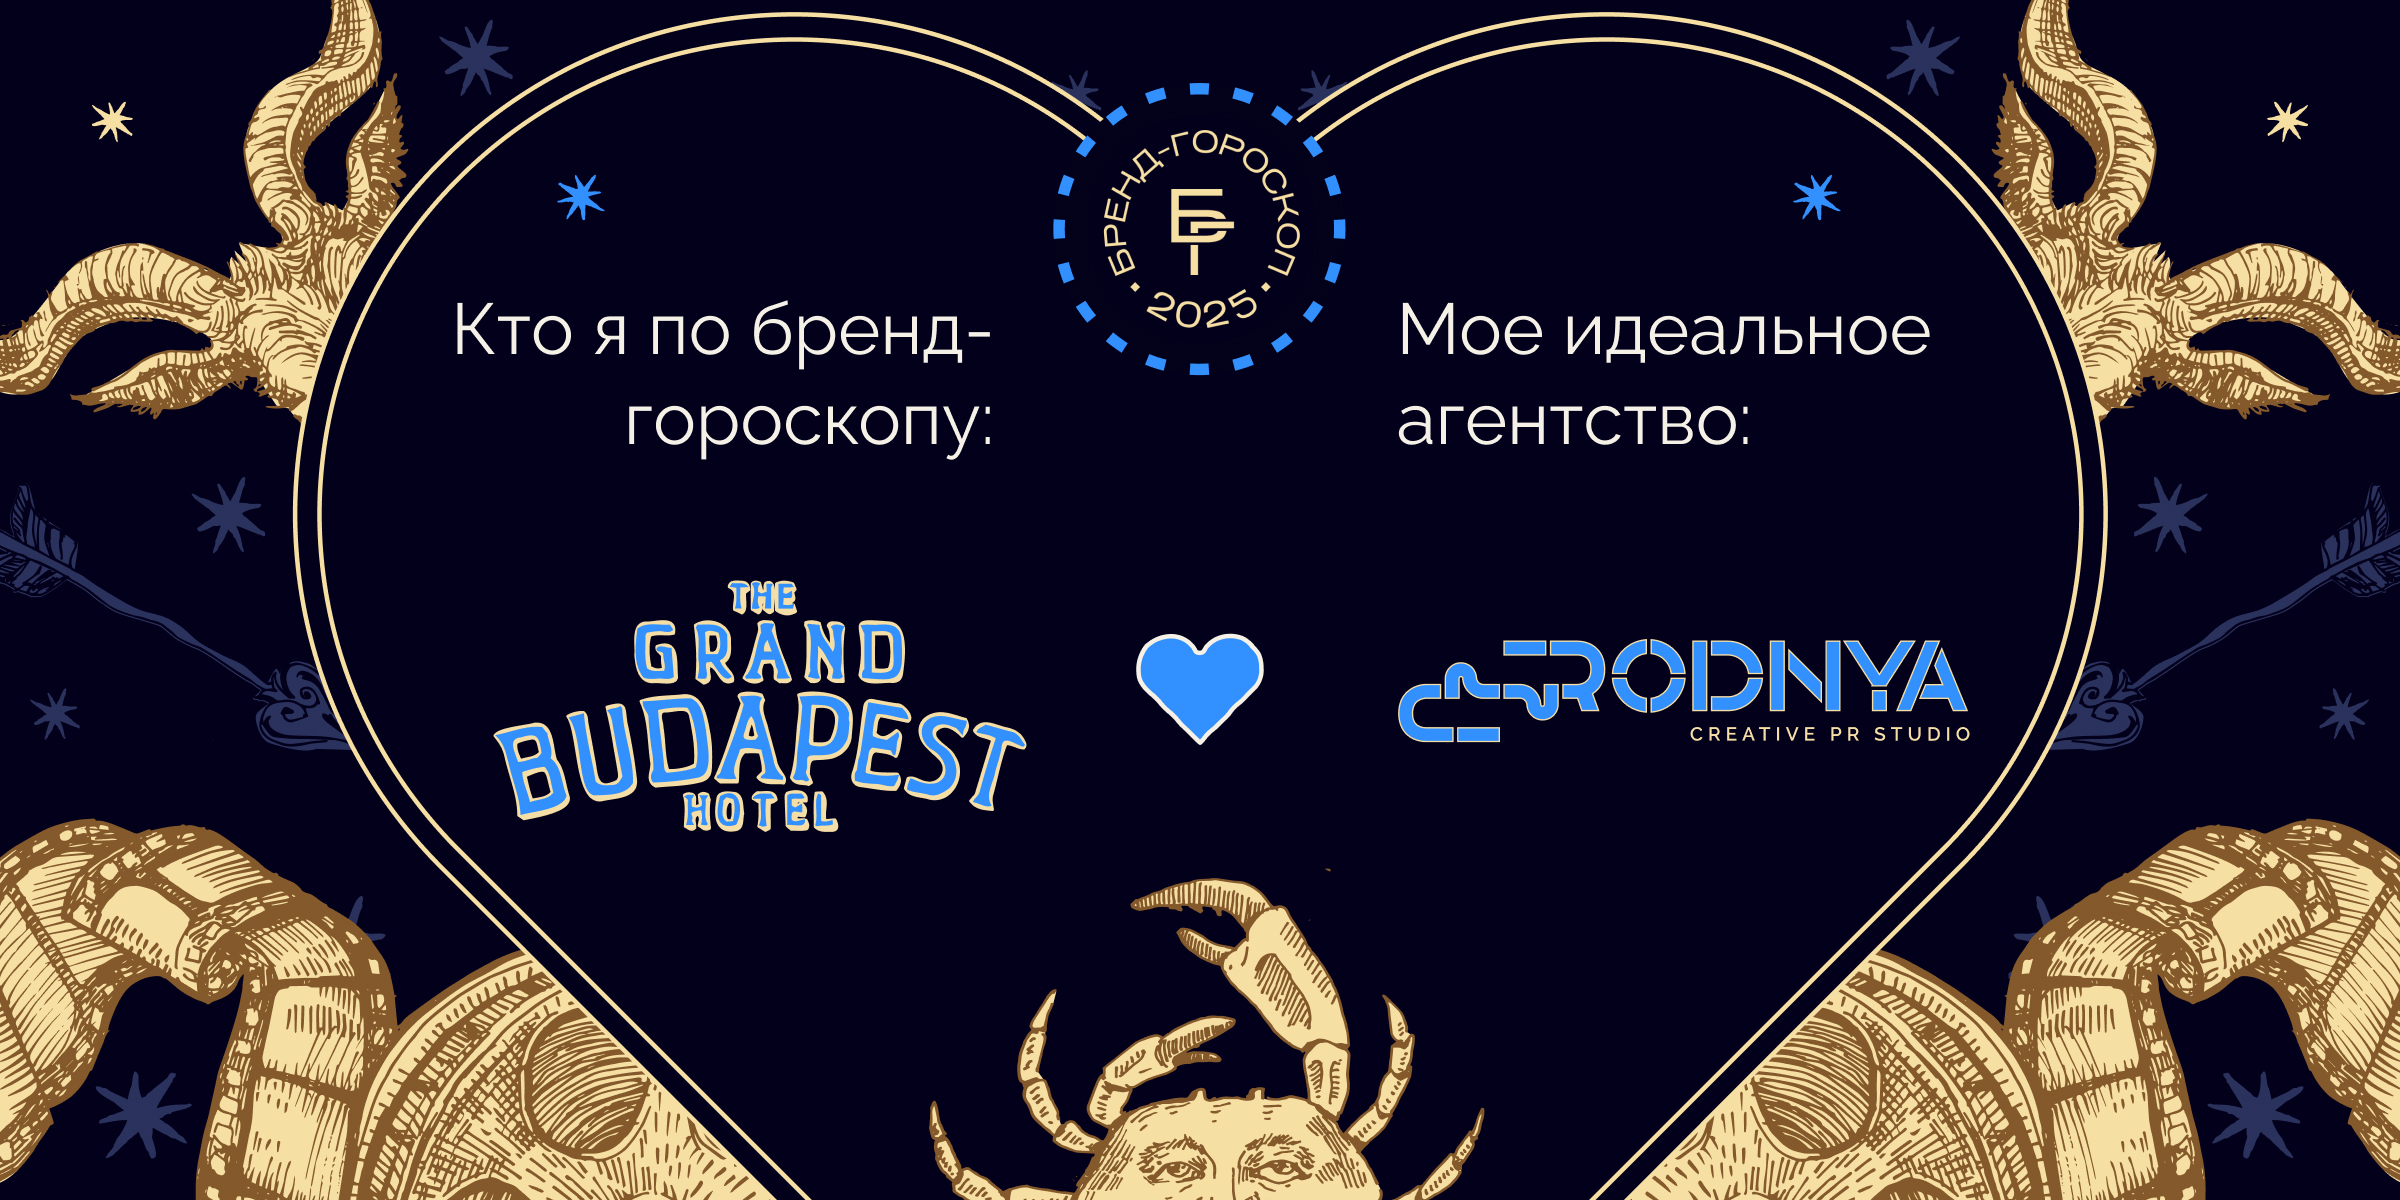 БРЕНД-ГОРОСКОП
БГ
• 2025 •
Кто я по бренд-
гороскопу:
Мое идеальное
агентство:
THE
GRAND
BUDAPEST
HOTEL
RODNYA
CREATIVE PR STUDIO